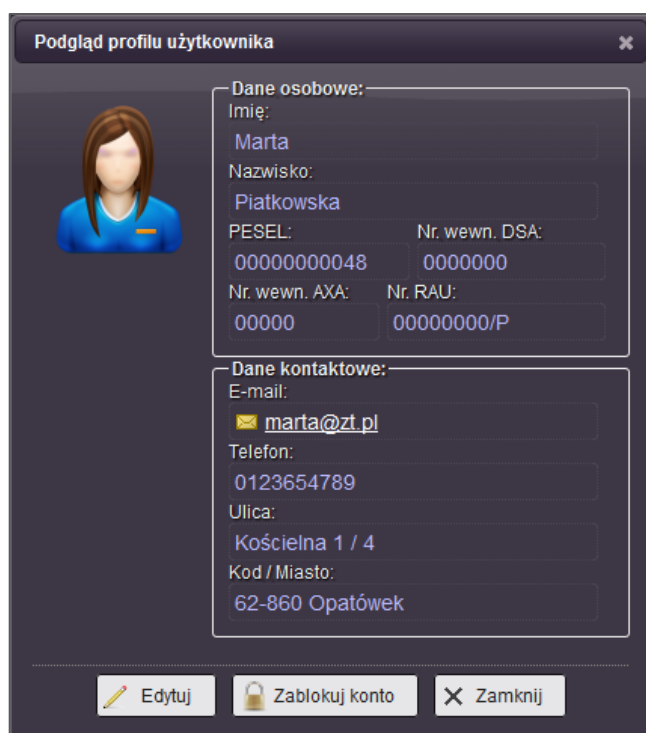 Podgląd profilu użytkownika
Dane osobowe:
Imię:
Marta
Nazwisko:
Piatkowska
PESEL: Nr. wewn. DSA:
00000000048 0000000
Nr. wewn. AXA: Nr. RAU:
00000 00000000/P
Dane kontaktowe:
E-mail:
marta@zt.pl
Telefon:
0123654789
Ulica:
Kościelna 1 / 4
Kod / Miasto:
62-860 Opatówek
Edytuj Zablokuj konto Zamknij